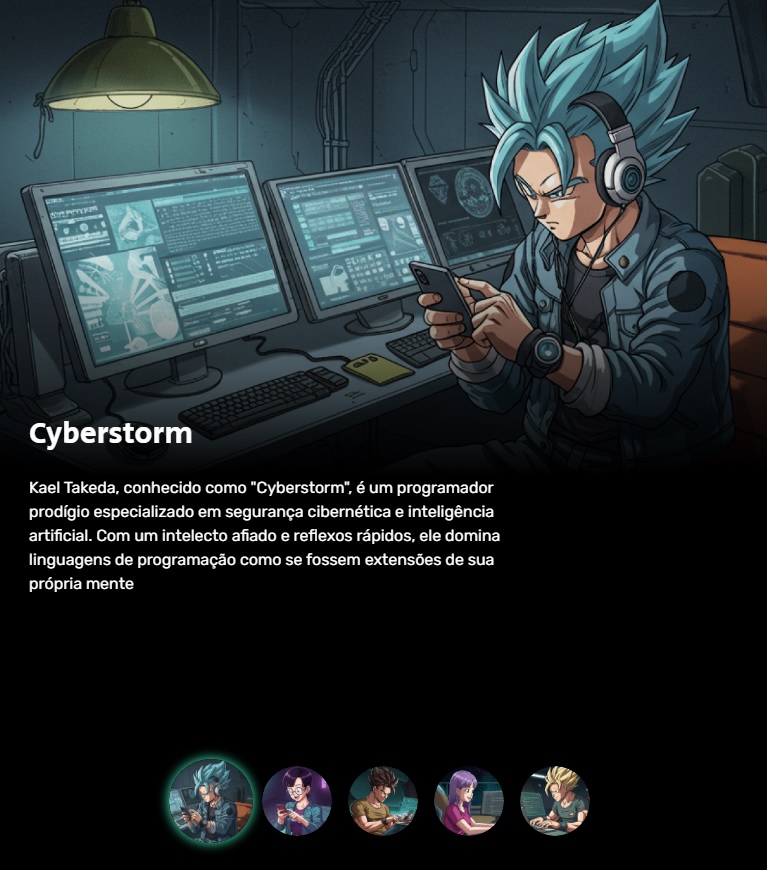 Cyberstorm
Kael Takeda, conhecido como "Cyberstorm", é um programador
prodígio especializado em segurança cibernética e inteligência
artificial. Com um intelecto afiado e reflexos rápidos, ele domina
linguagens de programação como se fossem extensões de sua
própria mente